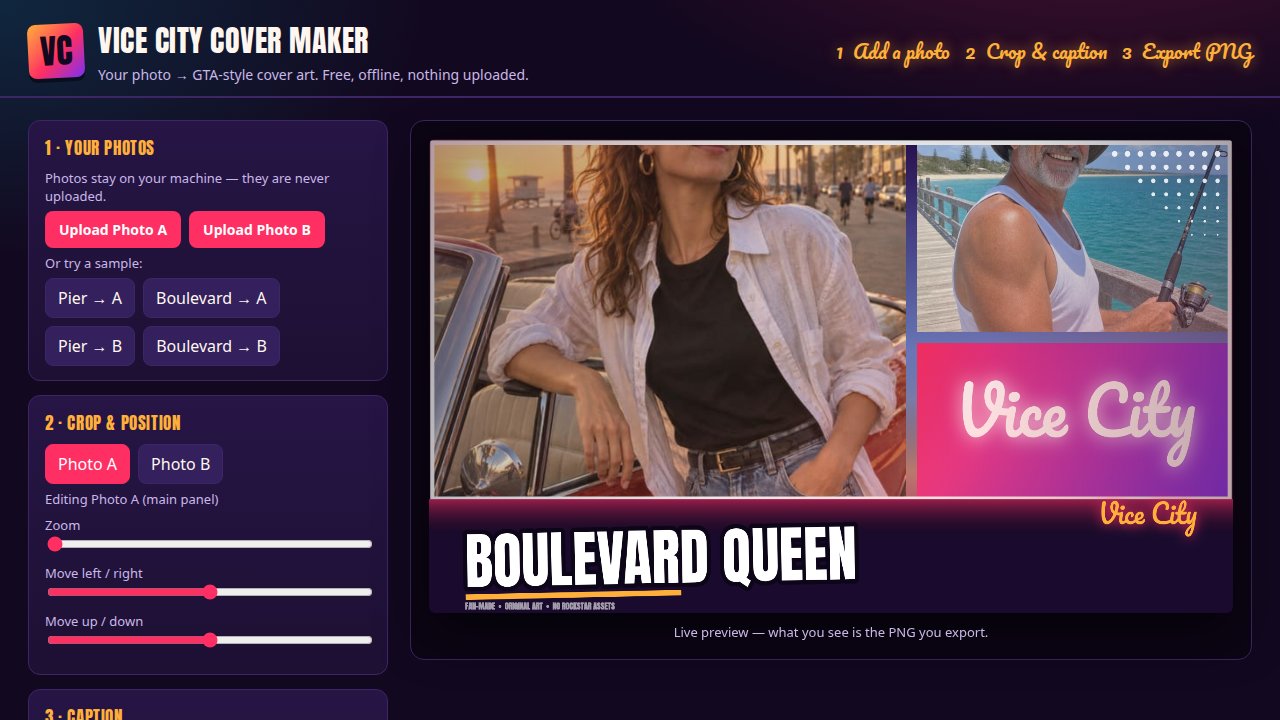 VC
VICE CITY COVER MAKER
Your photo → GTA-style cover art. Free, offline, nothing uploaded.
1 Add a photo 2 Crop & caption 3 Export PNG
1 · YOUR PHOTOS
Photos stay on your machine — they are never
uploaded.
Upload Photo A Upload Photo B
Or try a sample:
Pier → A Boulevard → A
Pier → B Boulevard → B
2 · CROP & POSITION
Photo A Photo B
Editing Photo A (main panel)
Zoom
Move left / right
Move up / down
3 · CAPTION
Vice City
Vice City
BOULEVARD QUEEN
FAN-MADE • ORIGINAL ART • NO ROCKSTAR ASSETS
Live preview — what you see is the PNG you export.